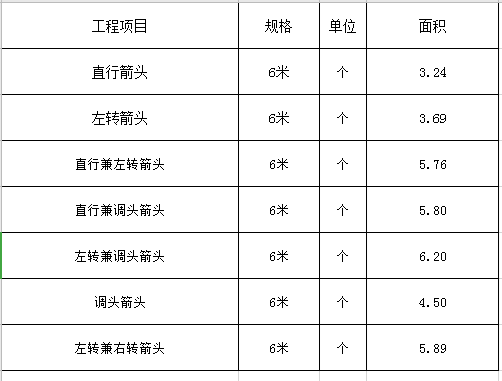 工程项目 规格 单位 面积
直行箭头 6米 个 3.24
左转箭头 6米 个 3.69
直行兼左转箭头 6米 个 5.76
直行兼调头箭头 6米 个 5.80
左转兼调头箭头 6米 个 6.20
调头箭头 6米 个 4.50
左转兼右转箭头 6米 个 5.89